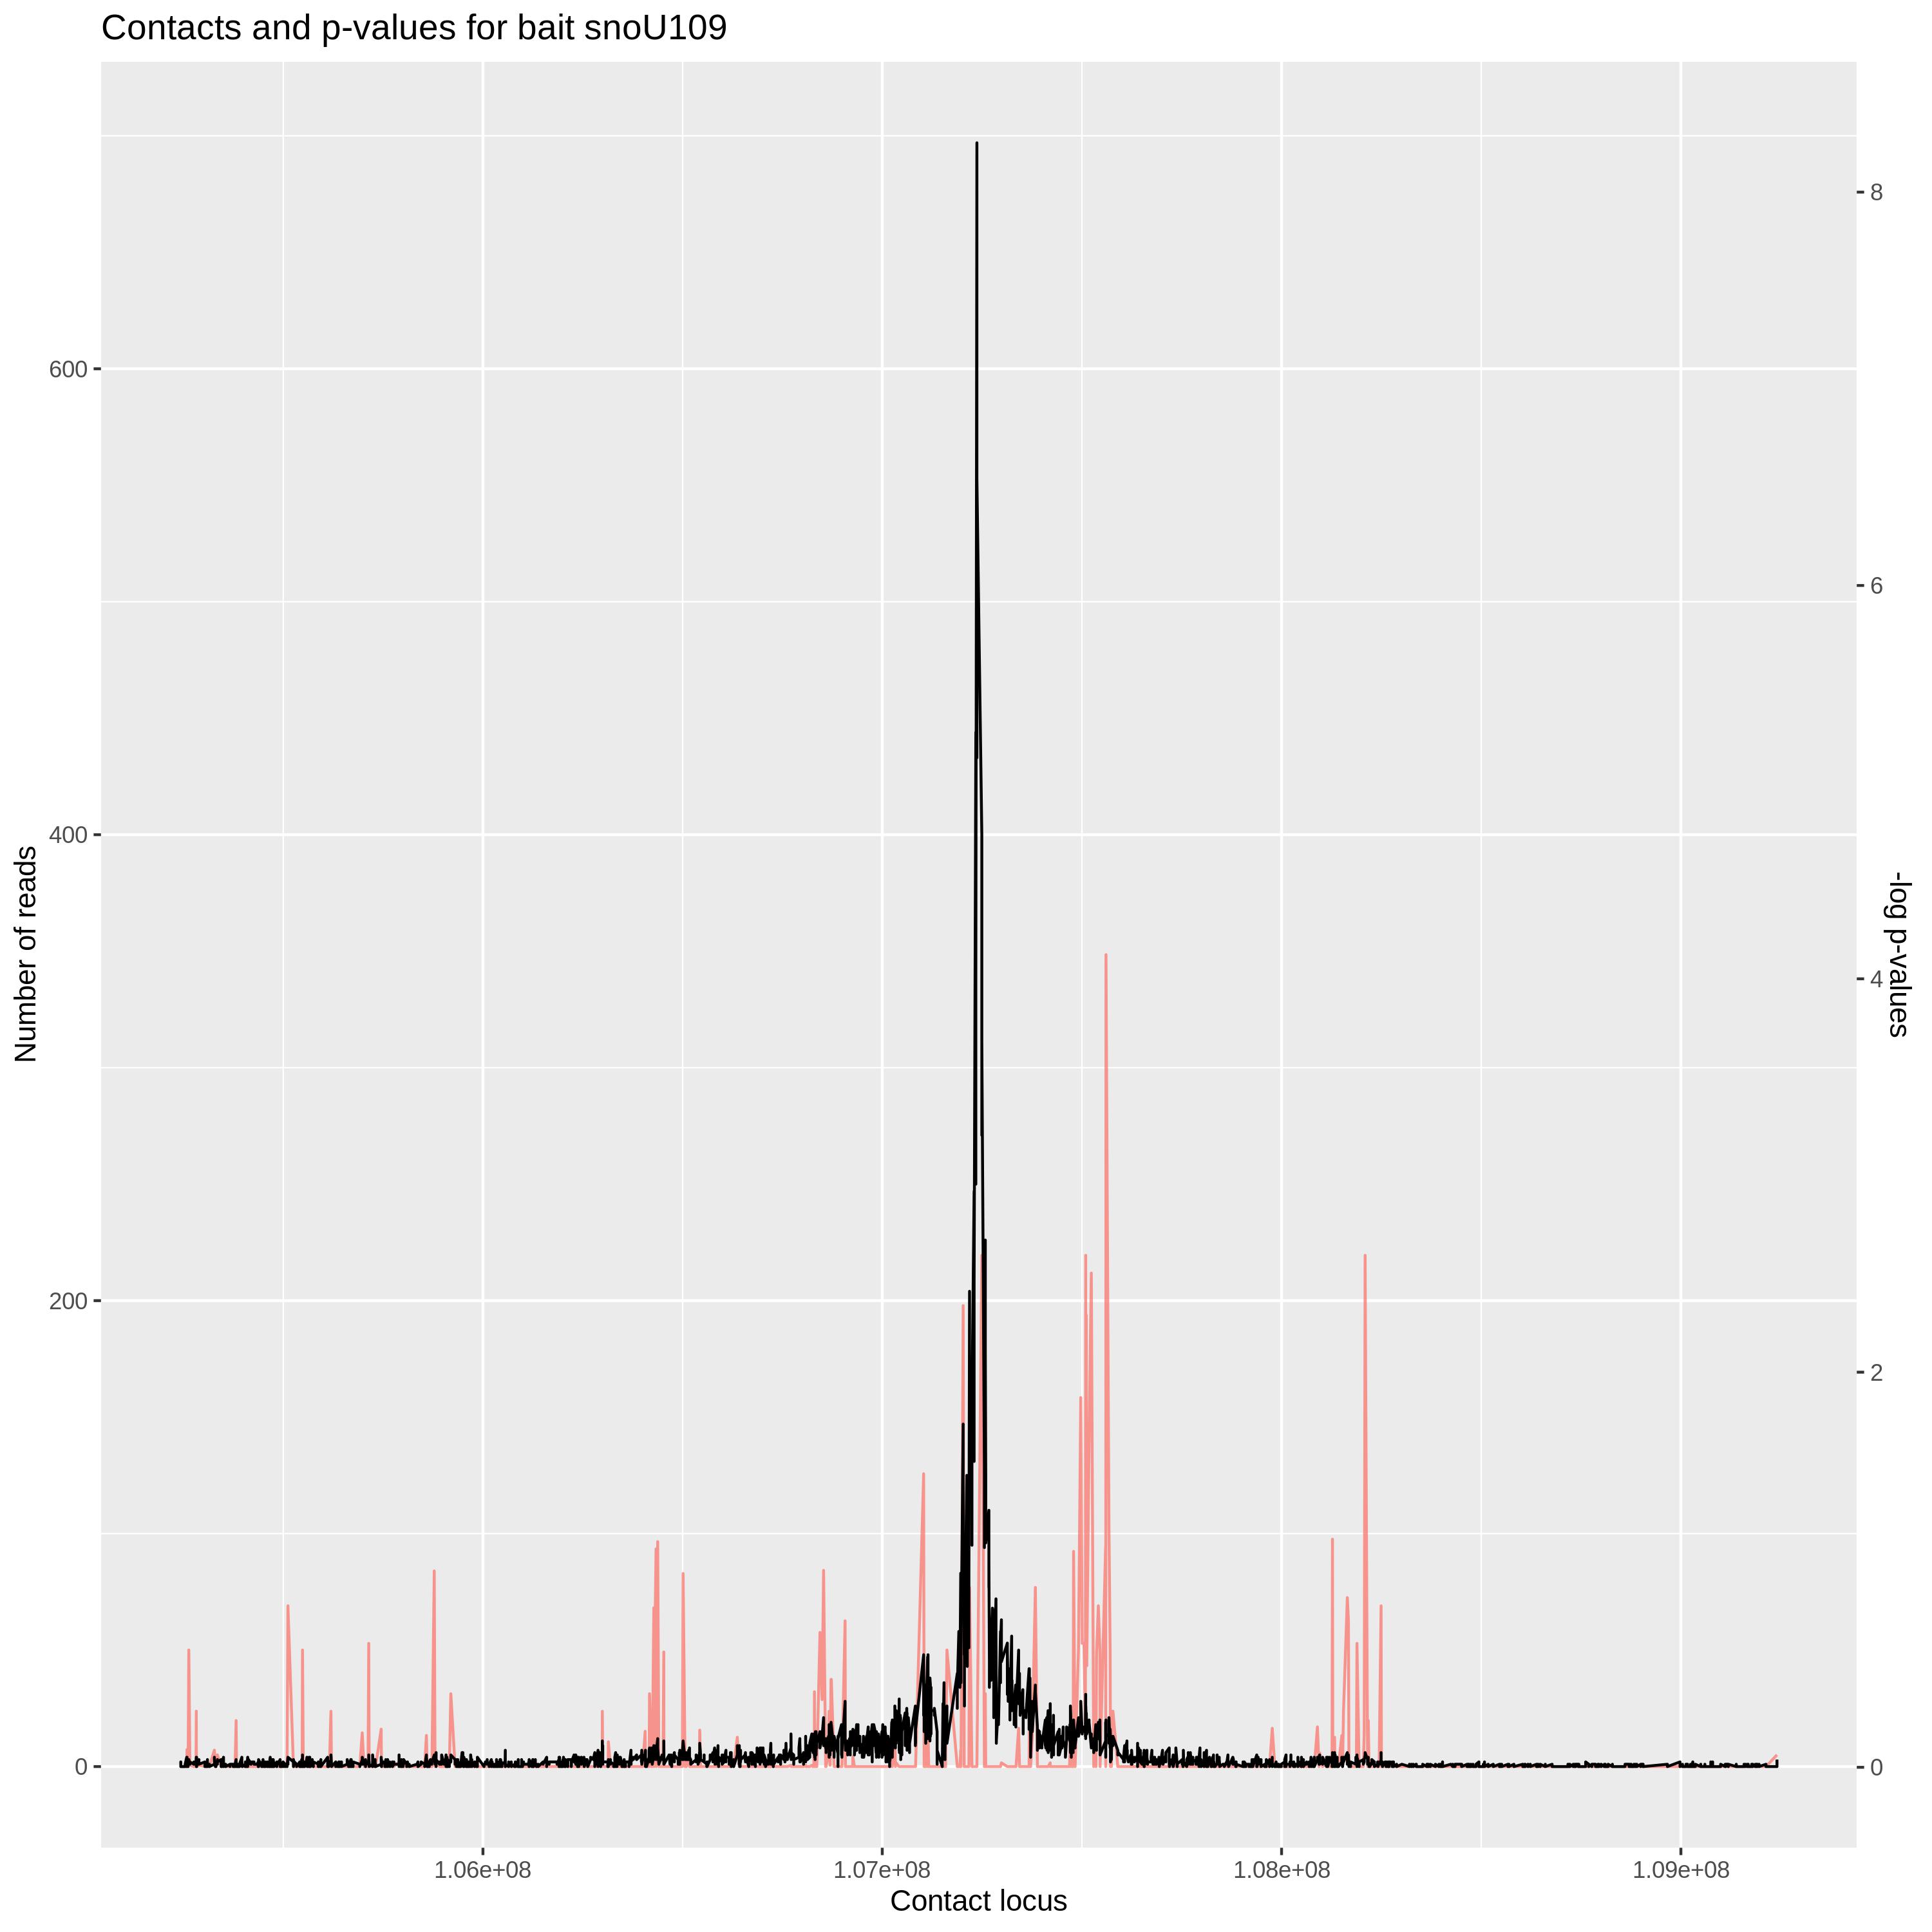 Contacts and p-values for bait snoU109
Number of reads
600
400
200
0
8
6
4
2
0
-log p-values
1.06e+08
1.07e+08
1.08e+08
1.09e+08
Contact locus